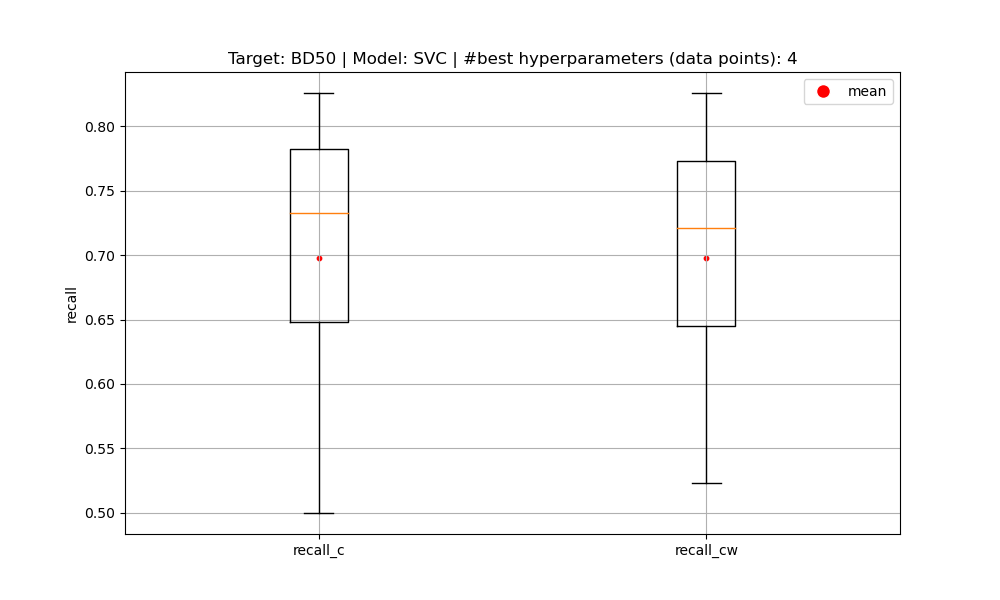 Target: BD50 | Model: SVC | #best hyperparameters (data points): 4
mean
0.80
0.75
0.70
0.65
0.60
0.55
0.50
recall
recall_c
recall_cw